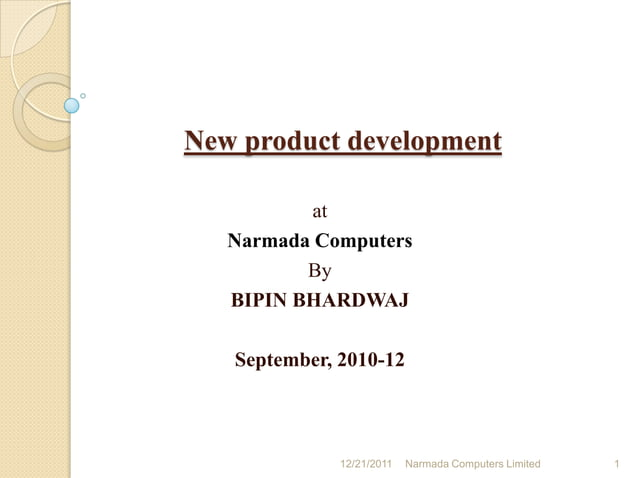 New product development
at
Narmada Computers
By
BIPIN BHARDWAJ
September, 2010-12
12/21/2011 Narmada Computers Limited 1